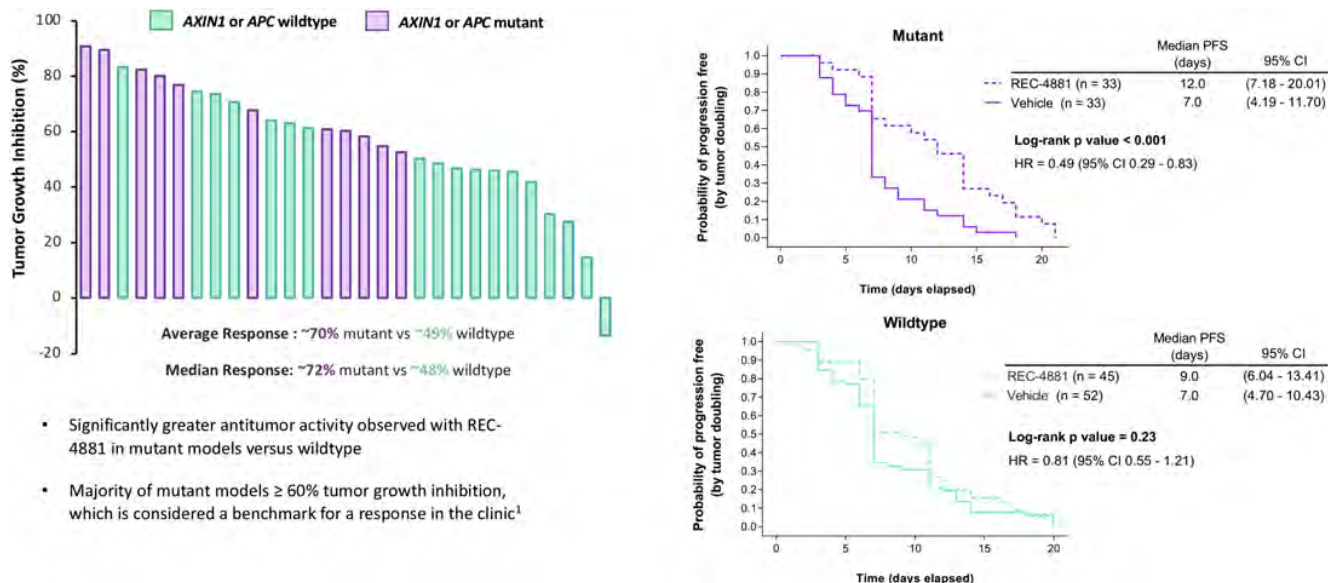 AXIN1 or APC wildtype
AXIN1 or APC mutant
Tumor Growth Inhibition (%)
100
80
60
40
20
0
-20
Average Response : ~70% mutant vs ~49% wildtype
Median Response: ~72% mutant vs ~48% wildtype
• Significantly greater antitumor activity observed with REC-
4881 in mutant models versus wildtype
• Majority of mutant models ≥ 60% tumor growth inhibition,
which is considered a benchmark for a response in the clinic1
Mutant
Probability of progression free
(by tumor doubling)
1.0
0.9
0.8
0.7
0.6
0.5
0.4
0.3
0.2
0.1
0.0
0 5 10 15 20
Time (days elapsed)
Median PFS
(days) 95% CI
REC-4881 (n = 33) 12.0 (7.18 - 20.01)
Vehicle (n = 33) 7.0 (4.19 - 11.70)
Log-rank p value < 0.001
HR = 0.49 (95% CI 0.29 - 0.83)
Wildtype
Probability of progression free
(by tumor doubling)
1.0
0.9
0.8
0.7
0.6
0.5
0.4
0.3
0.2
0.1
0.0
0 5 10 15 20
Time (days elapsed)
Median PFS
(days) 95% CI
REC-4881 (n = 45) 9.0 (6.04 - 13.41)
Vehicle (n = 52) 7.0 (4.70 - 10.43)
Log-rank p value = 0.23
HR = 0.81 (95% CI 0.55 - 1.21)